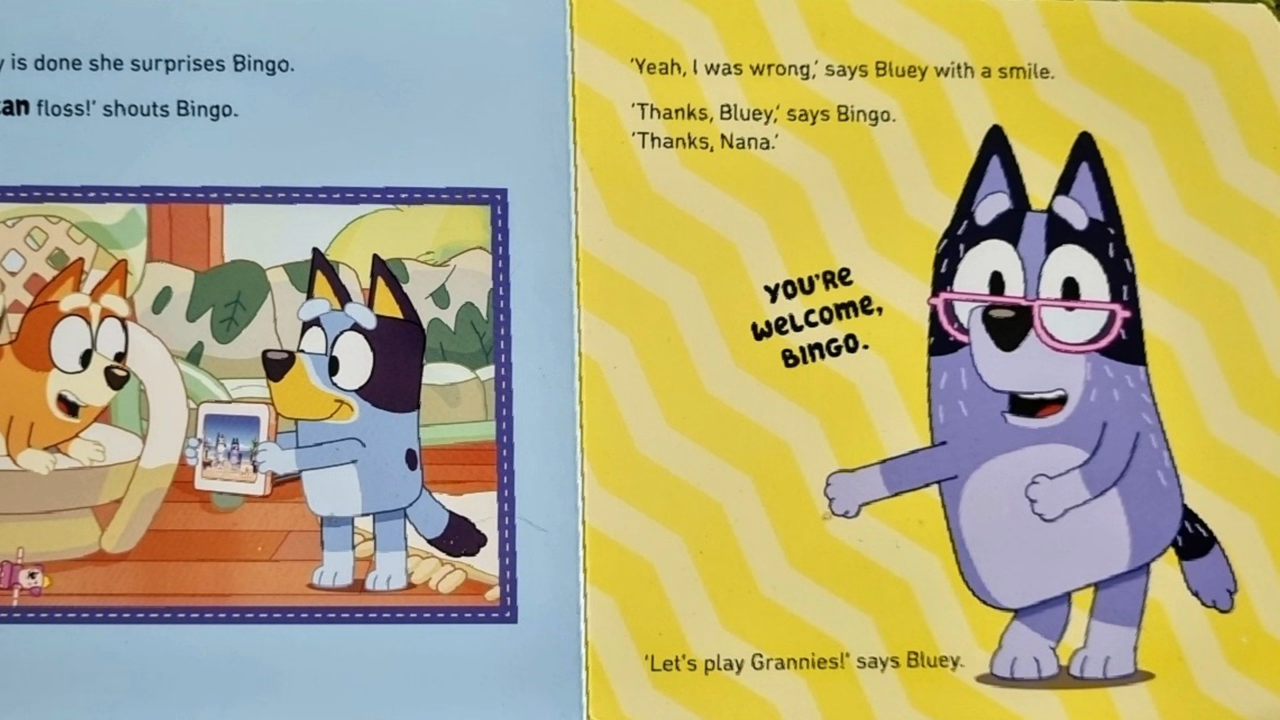 y is done she surprises Bingo.
can floss!' shouts Bingo.
'Yeah, I was wrong,' says Bluey with a smile.
'Thanks, Bluey,' says Bingo.
'Thanks, Nana.'
YOU'RE
WELCOME,
BINGO.
'Let's play Grannies!' says Bluey.